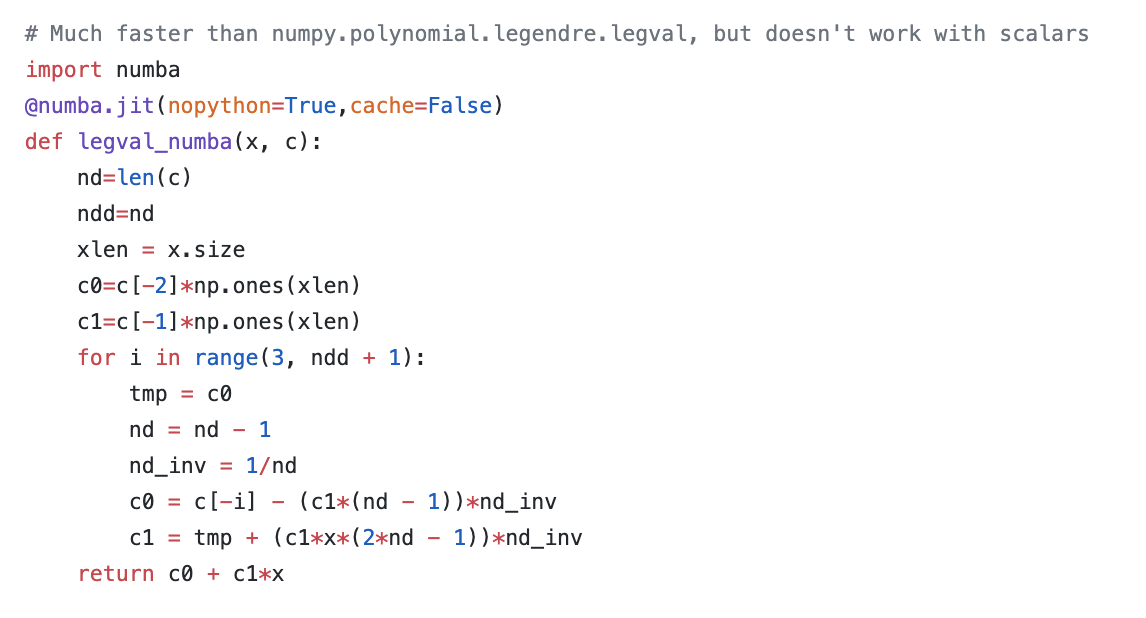 # Much faster than numpy.polynomial.legendre.legval, but doesn't work with scalars
import numba
@numba.jit(nopython=True,cache=False)
def legval_numba(x, c):
    nd=len(c)
    ndd=nd
    xlen = x.size
    c0=c[-2]*np.ones(xlen)
    c1=c[-1]*np.ones(xlen)
    for i in range(3, ndd + 1):
        tmp = c0
        nd = nd - 1
        nd_inv = 1/nd
        c0 = c[-i] - (c1*(nd - 1))*nd_inv
        c1 = tmp + (c1*x*(2*nd - 1))*nd_inv
    return c0 + c1*x